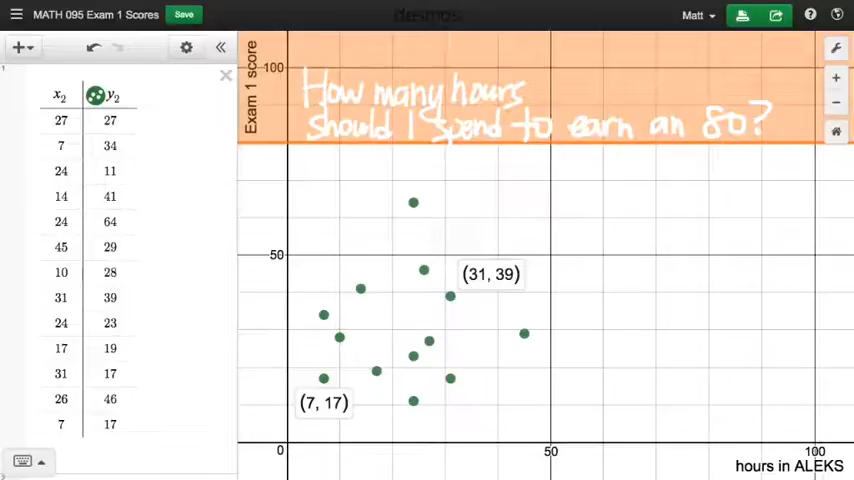 MATH 095 Exam 1 Scores
Save
desmos
Matt
1
x2 y2
27 27
7 34
24 11
14 41
24 64
45 29
10 28
31 39
24 23
17 19
31 17
26 46
7 17
Exam 1 score
100
How many hours
should I spend to earn an 80?
50
(31, 39)
(7, 17)
0
50
100
hours in ALEKS